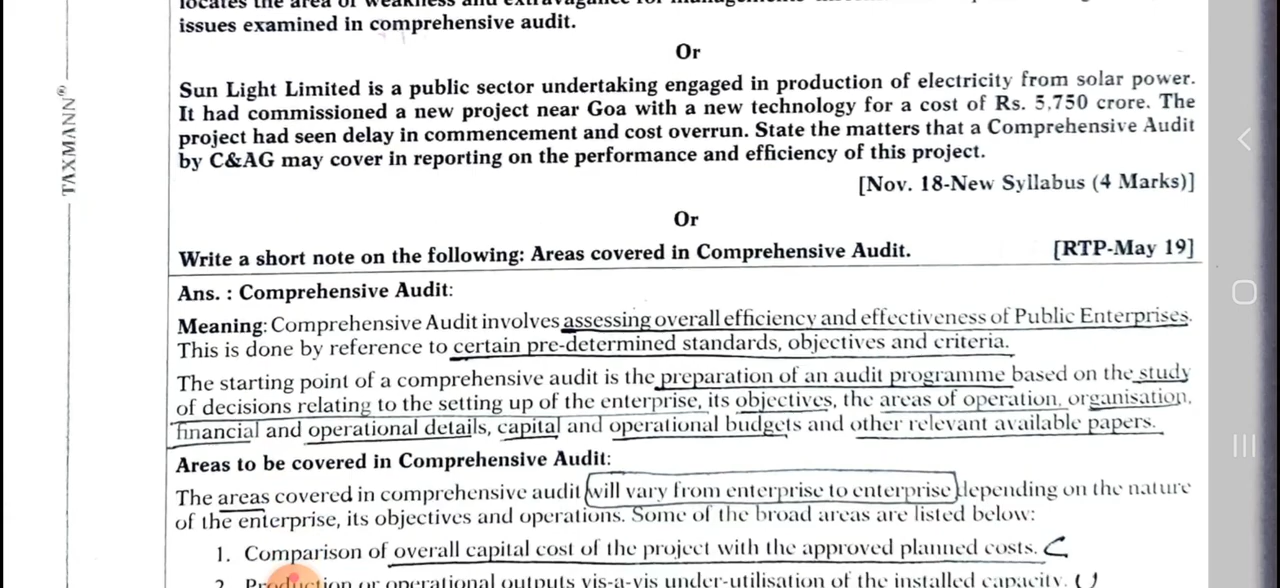 issues examined in comprehensive audit.
Or
Sun Light Limited is a public sector undertaking engaged in production of electricity from solar power.
It had commissioned a new project near Goa with a new technology for a cost of Rs. 5,750 crore. The
project had seen delay in commencement and cost overrun. State the matters that a Comprehensive Audit
by C&AG may cover in reporting on the performance and efficiency of this project.
[Nov. 18-New Syllabus (4 Marks)]
Or
Write a short note on the following: Areas covered in Comprehensive Audit. [RTP-May 19]
Ans. : Comprehensive Audit:
Meaning: Comprehensive Audit involves assessing overall efficiency and effectiveness of Public Enterprises.
This is done by reference to certain pre-determined standards, objectives and criteria.
The starting point of a comprehensive audit is the preparation of an audit programme based on the study
of decisions relating to the setting up of the enterprise, its objectives, the areas of operation, organisation,
financial and operational details, capital and operational budgets and other relevant available papers.
Areas to be covered in Comprehensive Audit:
The areas covered in comprehensive audit will vary from enterprise to enterprise depending on the nature
of the enterprise, its objectives and operations. Some of the broad areas are listed below:
1. Comparison of overall capital cost of the project with the approved planned costs. C
2. Production or operational outputs vis-a-vis under-utilisation of the installed capacity. U
TAXMANN®